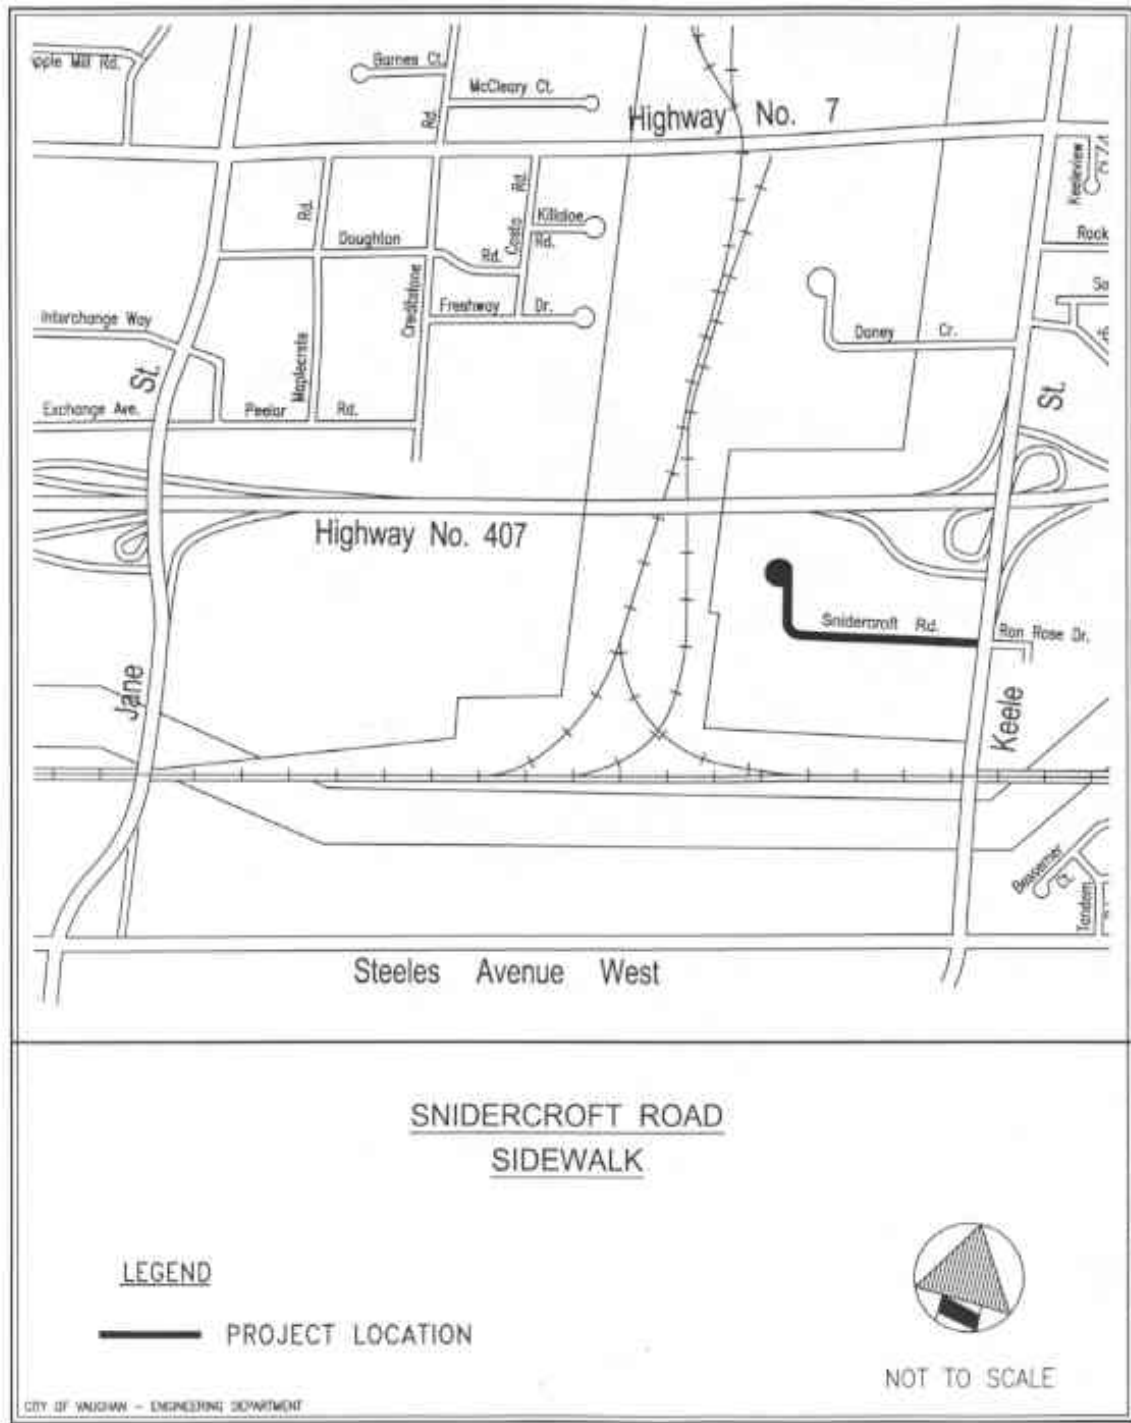 pple Mill Rd.
Barnes Ct.
McCleary Ct.
Rd.
Highway No. 7
Keeleview
Rd.
Rd.
Costa
Killaloe
Rd.
Doughton
Rd.
Rock
Creditstone
Freshway Dr.
Interchange Way
Doney Cr.
St.
Maplecrete
St.
Exchange Ave.
Peelar Rd.
Highway No. 407
Snidercroft Rd.
Ron Rose Dr.
Jane
Keele
Ct.
Tandem
Steeles Avenue West
SNIDERCROFT ROAD
SIDEWALK
LEGEND
PROJECT LOCATION
NOT TO SCALE
CITY OF VAUGHAN - ENGINEERING DEPARTMENT